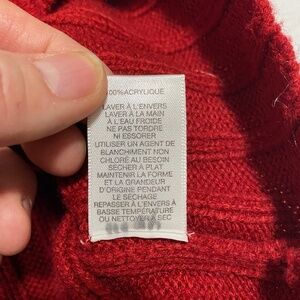 100% ACRYLIQUE
LAVER À L'ENVERS
LAVER À LA MAIN
À L'EAU FROIDE
NE PAS TORDRE
NI ESSORER
UTILISER UN AGENT DE
BLANCHIMENT NON
CHLORÉ AU BESOIN
SÉCHER À PLAT
MAINTENIR LA FORME
ET LA GRANDEUR
D'ORIGINE PENDANT
LE SÉCHAGE
REPASSER À L'ENVERS À
BASSE TEMPÉRATURE
OU NETTOYER À SEC